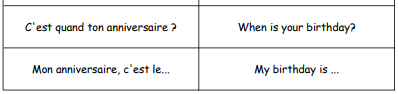 C'est quand ton anniversaire ? When is your birthday?
Mon anniversaire, c'est le... My birthday is ...